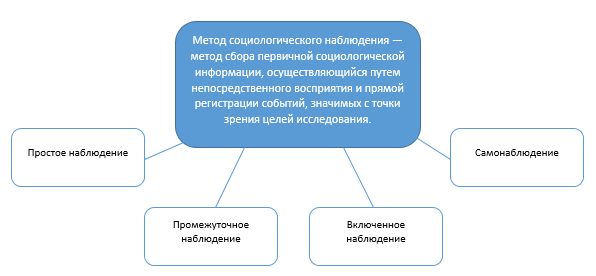 Метод социологического наблюдения —
метод сбора первичной социологической
информации, осуществляющийся путем
непосредственного восприятия и прямой
регистрации событий, значимых с точки
зрения целей исследования.
Простое наблюдение
Самонаблюдение
Промежуточное
наблюдение
Включенное
наблюдение